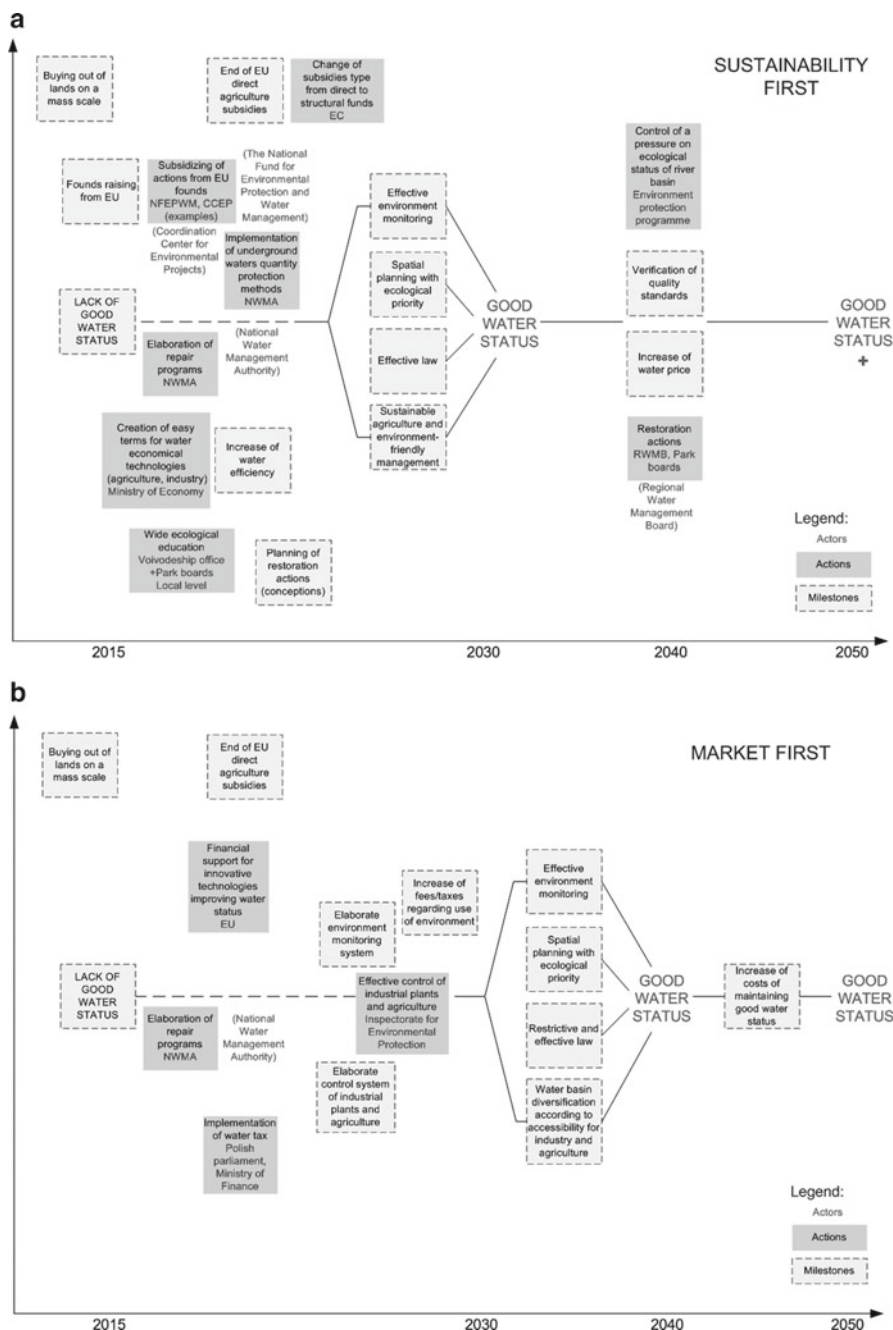 a
SUSTAINABILITY
FIRST
Buying out of
lands on a
mass scale
End of EU
direct
agriculture
subsidies
Change of
subsidies type
from direct to
structural funds
EC
Founds raising
from EU
Subsidizing of
actions from EU
founds
NFEPWM, CCEP
(examples)
(The National
Fund for
Environmental
Protection and
Water
Management)
(Coordination
Center for
Environmental
Projects)
Implementation
of underground
waters quantity
protection
methods
NWMA
Effective
environment
monitoring
Spatial
planning with
ecological
priority
Effective law
Sustainable
agriculture and
environment-
friendly
management
LACK OF
GOOD
WATER
STATUS
Elaboration of
repair
programs
NWMA
(National
Water
Management
Authority)
GOOD
WATER
STATUS
Control of a
pressure on
ecological
status of river
basin
Environment
protection
programme
Verification of
quality
standards
Increase of
water price
Restoration
actions
RWMB, Park
boards
(Regional
Water
Management
Board)
GOOD
WATER
STATUS
+
Creation of easy
terms for water
economical
technologies
(agriculture, industry)
Ministry of Economy
Increase of
water
efficiency
Wide ecological
education
Voivodeship office
+Park boards
Local level
Planning of
restoration
actions
(conceptions)
Legend:
Actors
Actions
Milestones
2015
2030
2040
2050
b
MARKET FIRST
Buying out of
lands on a
mass scale
End of EU
direct
agriculture
subsidies
Financial
support for
innovative
technologies
improving water
status
EU
Elaborate
environment
monitoring
system
Increase of
fees/taxes
regarding use
of environment
Effective
environment
monitoring
Spatial
planning with
ecological
priority
Restrictive and
effective law
Water basin
diversification
according to
accessibility for
industry and
agriculture
LACK OF
GOOD
WATER
STATUS
Elaboration of
repair
programs
NWMA
(National
Water
Management
Authority)
Effective control of
industrial plants
and agriculture
Inspectorate for
Environmental
Protection
Elaborate
control system
of industrial
plants and
agriculture
Implementation
of water tax
Polish
parliament,
Ministry of
Finance
GOOD
WATER
STATUS
Increase of
costs of
maintaining
good water
status
GOOD
WATER
STATUS
Legend:
Actors
Actions
Milestones
2015
2030
2040
2050